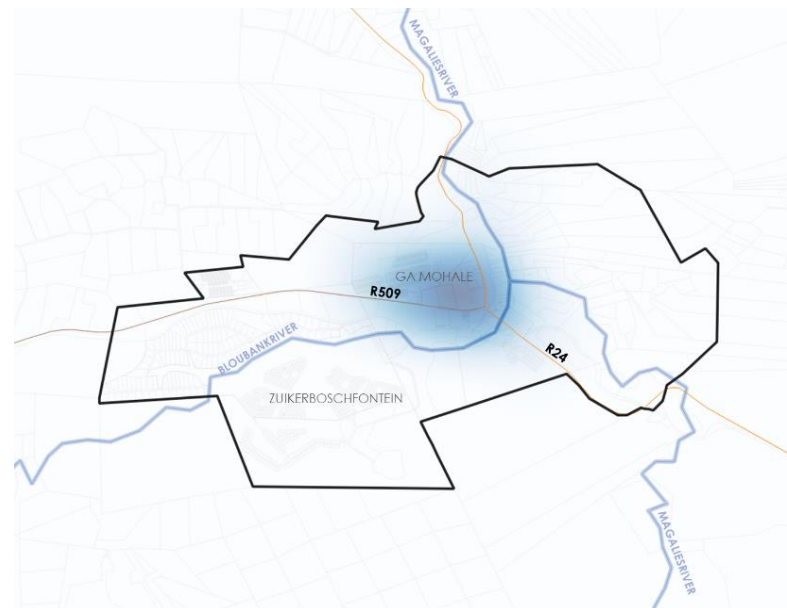 MAGALIESRIVER
GA MOHALE
R509
BLOUBANKRIVER
R24
ZUIKERBOSCHFONTEIN
MAGALIESRIVER